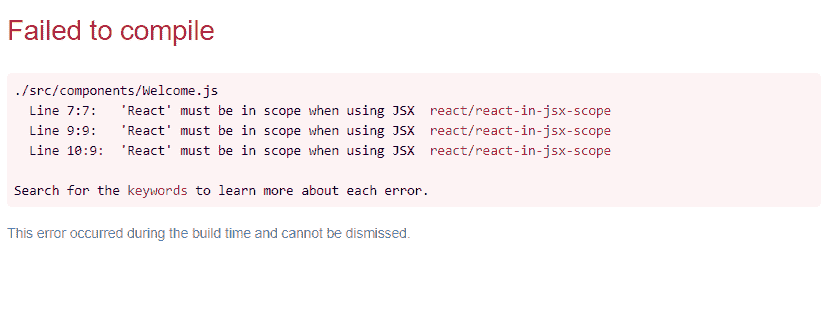 Failed to compile
./src/components/Welcome.js
Line 7:7: 'React' must be in scope when using JSX react/react-in-jsx-scope
Line 9:9: 'React' must be in scope when using JSX react/react-in-jsx-scope
Line 10:9: 'React' must be in scope when using JSX react/react-in-jsx-scope
Search for the keywords to learn more about each error.
This error occurred during the build time and cannot be dismissed.